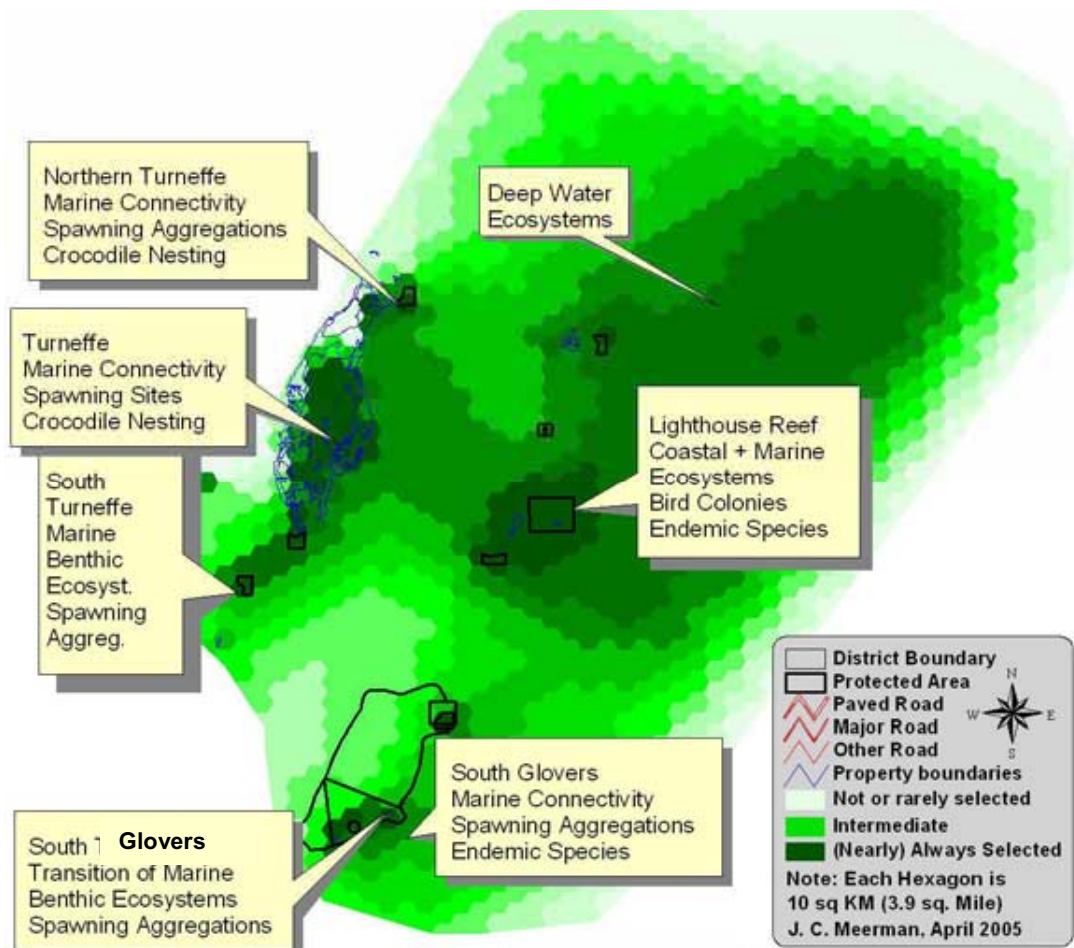 Northern Turneffe
Marine Connectivity
Spawning Aggregations
Crocodile Nesting
Deep Water
Ecosystems
Turneffe
Marine Connectivity
Spawning Sites
Crocodile Nesting
Lighthouse Reef
Coastal + Marine
Ecosystems
Bird Colonies
Endemic Species
South
Turneffe
Marine
Benthic
Ecosyst.
Spawning
Aggreg.
South Glovers
Marine Connectivity
Spawning Aggregations
Endemic Species
South Glovers
Transition of Marine
Benthic Ecosystems
Spawning Aggregations
District Boundary
Protected Area
Paved Road
Major Road
Other Road
Property boundaries
Not or rarely selected
Intermediate
(Nearly) Always Selected
Note: Each Hexagon is
10 sq KM (3.9 sq. Mile)
J. C. Meerman, April 2005
N
W E
S